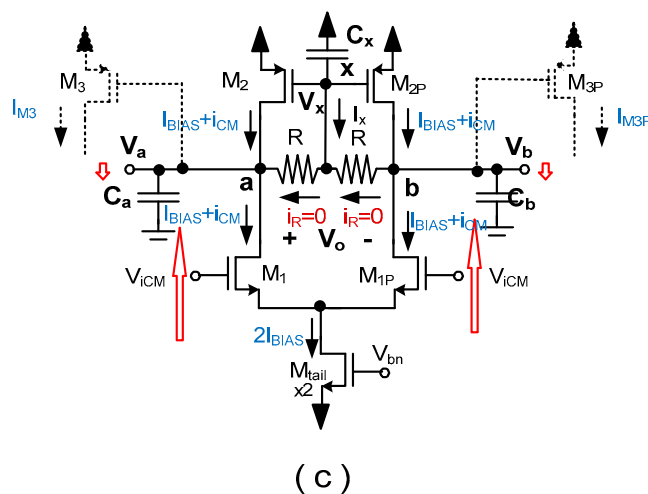 Cx
x
M3
M2
M2P
M3P
IM3
Vx
Ix
IM3P
IBIAS+iCM
IBIAS+iCM
R
R
Va
Vb
a
b
Ca
Cb
IBIAS+iCM
iR=0
iR=0
IBIAS+iCM
+
Vo
-
ViCM
M1
M1P
ViCM
2IBIAS
Mtail
x2
Vbn
(c)